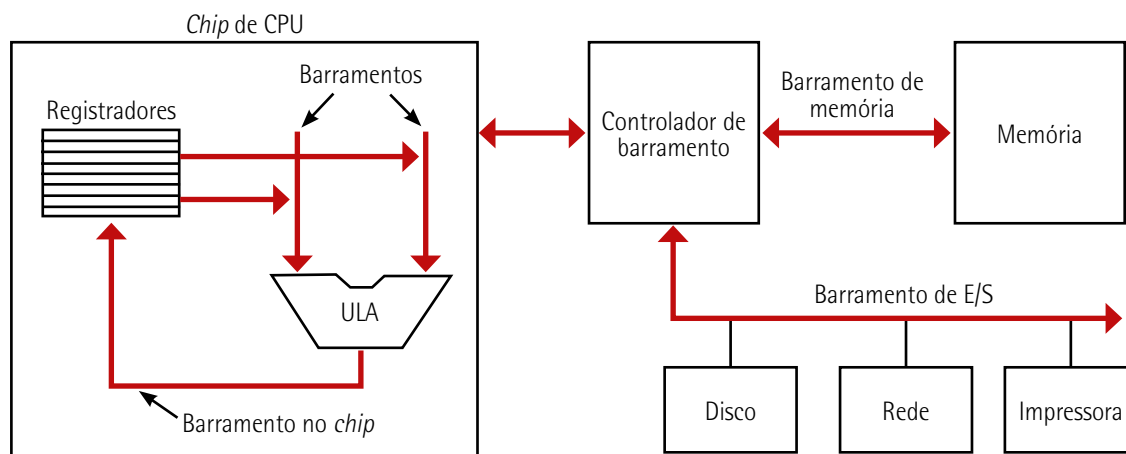 Chip de CPU
Barramentos
Registradores
ULA
Barramento no chip
Controlador de
barramento
Barramento de
memória
Memória
Barramento de E/S
Disco
Rede
Impressora